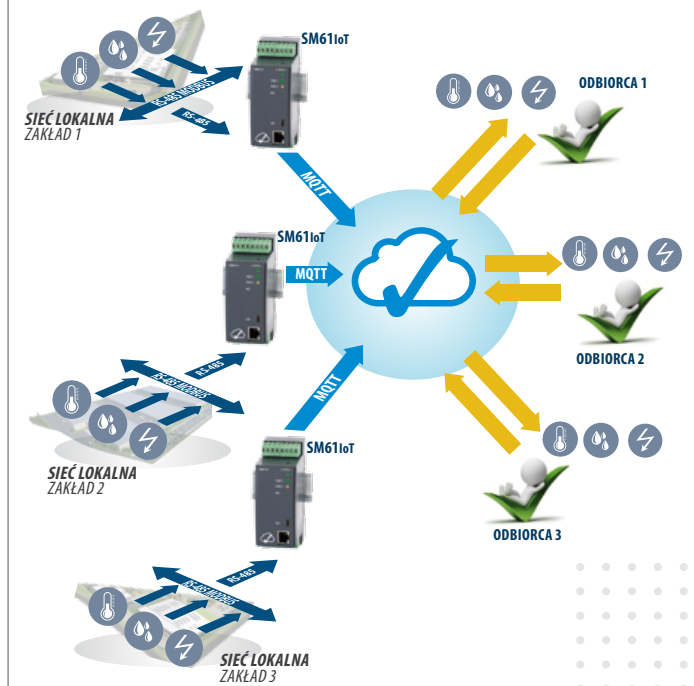 SM61IoT
RS-485 MODBUS
RS-485
SIEĆ LOKALNA
ZAKŁAD 1
MQTT
ODBIORCA 1
SM61IoT
MQTT
RS-485
RS-485 MODBUS
SIEĆ LOKALNA
ZAKŁAD 2
ODBIORCA 2
MQTT
SM61IoT
RS-485
RS-485 MODBUS
SIEĆ LOKALNA
ZAKŁAD 3
ODBIORCA 3